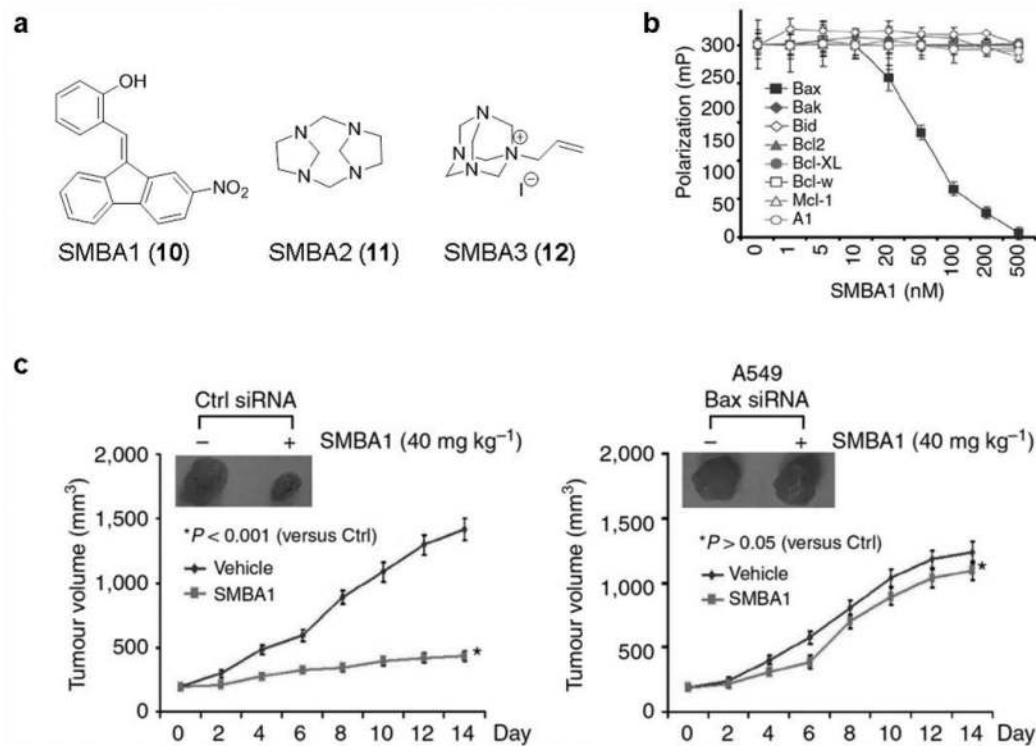 a
OH
NO₂
SMBA1 (10)
N
N
N
N
SMBA2 (11)
N
N
N
N
⊕
I⊖
SMBA3 (12)
b
Polarization (mP)
300
250
200
150
100
50
0
Bax
Bak
Bid
Bcl2
Bcl-XL
Bcl-w
Mcl-1
A1
0 1 5 10 20 50 100 200 500
SMBA1 (nM)
c
Ctrl siRNA
– + SMBA1 (40 mg kg⁻¹)
Tumour volume (mm³)
2,000
1,500
1,000
500
0
*P < 0.001 (versus Ctrl)
Vehicle
SMBA1
*
0 2 4 6 8 10 12 14 Day
A549
Bax siRNA
– + SMBA1 (40 mg kg⁻¹)
Tumour volume (mm³)
2,000
1,500
1,000
500
0
*P > 0.05 (versus Ctrl)
Vehicle
SMBA1
*
0 2 4 6 8 10 12 14 Day